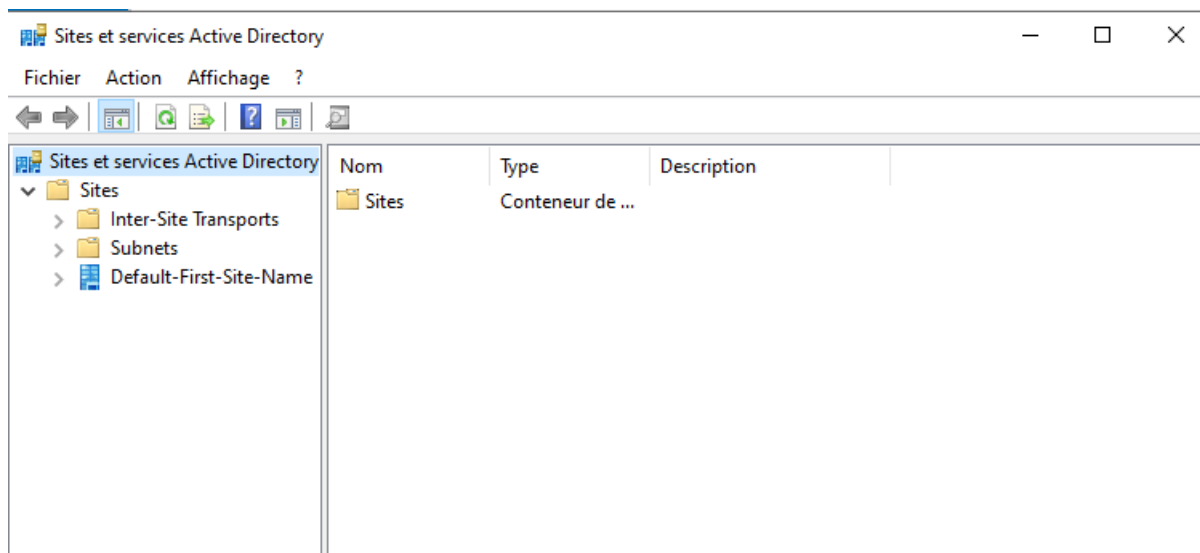 Sites et services Active Directory
Fichier Action Affichage ?
Sites et services Active Directory
Sites
Inter-Site Transports
Subnets
Default-First-Site-Name
Nom Type Description
Sites Conteneur de ...